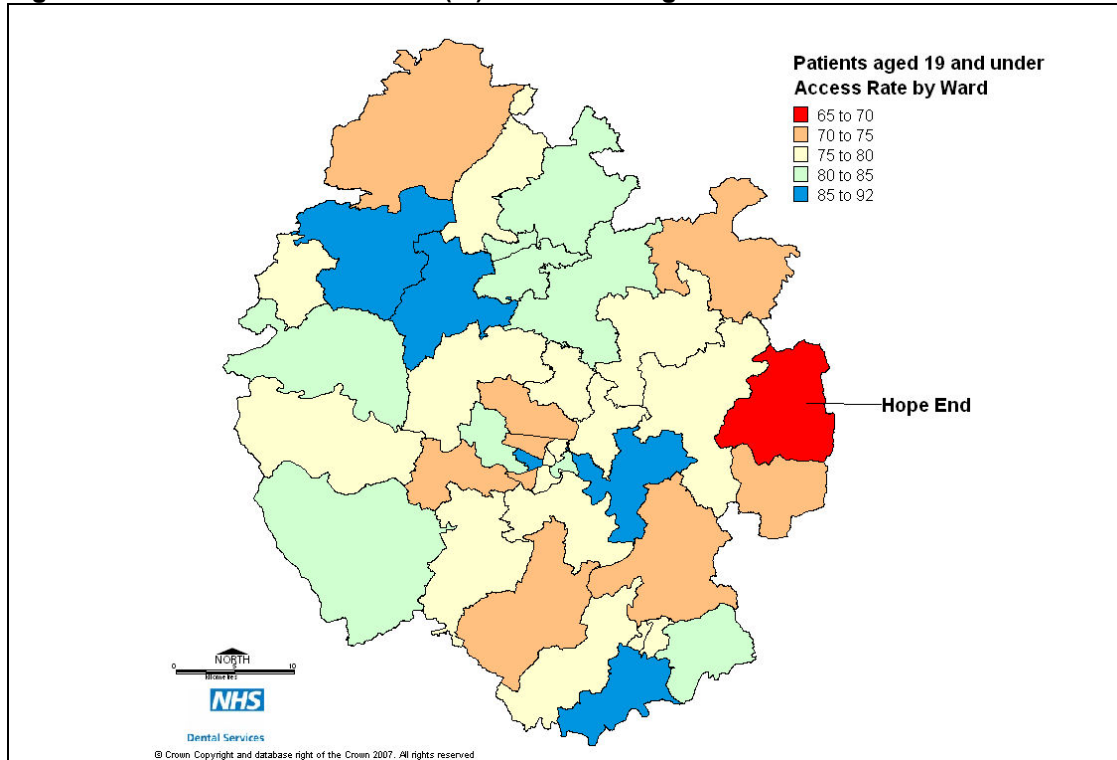 Patients aged 19 and under
Access Rate by Ward
65 to 70
70 to 75
75 to 80
80 to 85
85 to 92
Hope End
NORTH
0 5 10
kilometres
NHS
Dental Services
© Crown Copyright and database right of the Crown 2007. All rights reserved